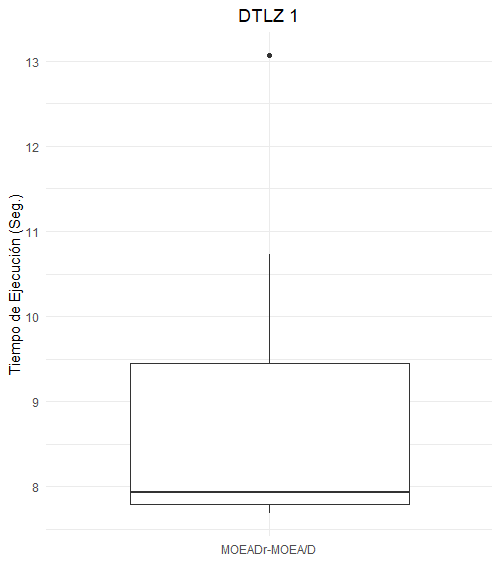 DTLZ 1
Tiempo de Ejecución (Seg.)
13
12
11
10
9
8
MOEADr-MOEA/D